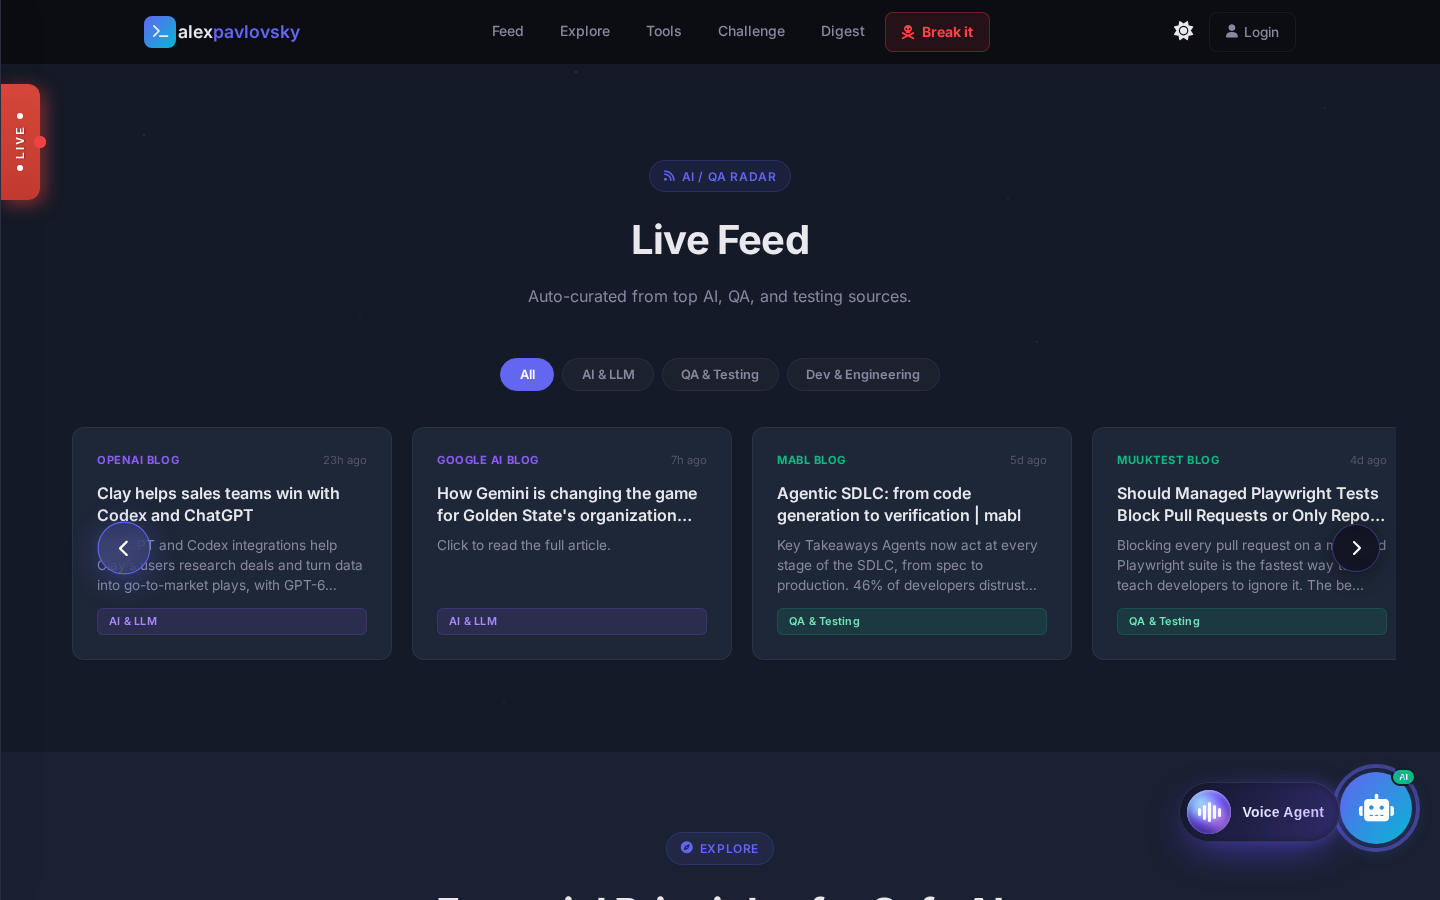 alexpavlovsky
Feed
Explore
Tools
Challenge
Digest
Break it
Login
LIVE
AI / QA RADAR
Live Feed
Auto-curated from top AI, QA, and testing sources.
All
AI & LLM
QA & Testing
Dev & Engineering
OPENAI BLOG
23h ago
Clay helps sales teams win with
Codex and ChatGPT
and Codex integrations help
users research deals and turn data
into go-to-market plays, with GPT-6...
AI & LLM
GOOGLE AI BLOG
7h ago
How Gemini is changing the game
for Golden State's organization...
Click to read the full article.
AI & LLM
MABL BLOG
5d ago
Agentic SDLC: from code
generation to verification | mabl
Key Takeaways Agents now act at every
stage of the SDLC, from spec to
production. 46% of developers distrust...
QA & Testing
MUUKTEST BLOG
4d ago
Should Managed Playwright Tests
Block Pull Requests or Only Repo...
Blocking every pull request on a
Playwright suite is the fastest way
teach developers to ignore it. The be...
QA & Testing
AI
Voice Agent
EXPLORE